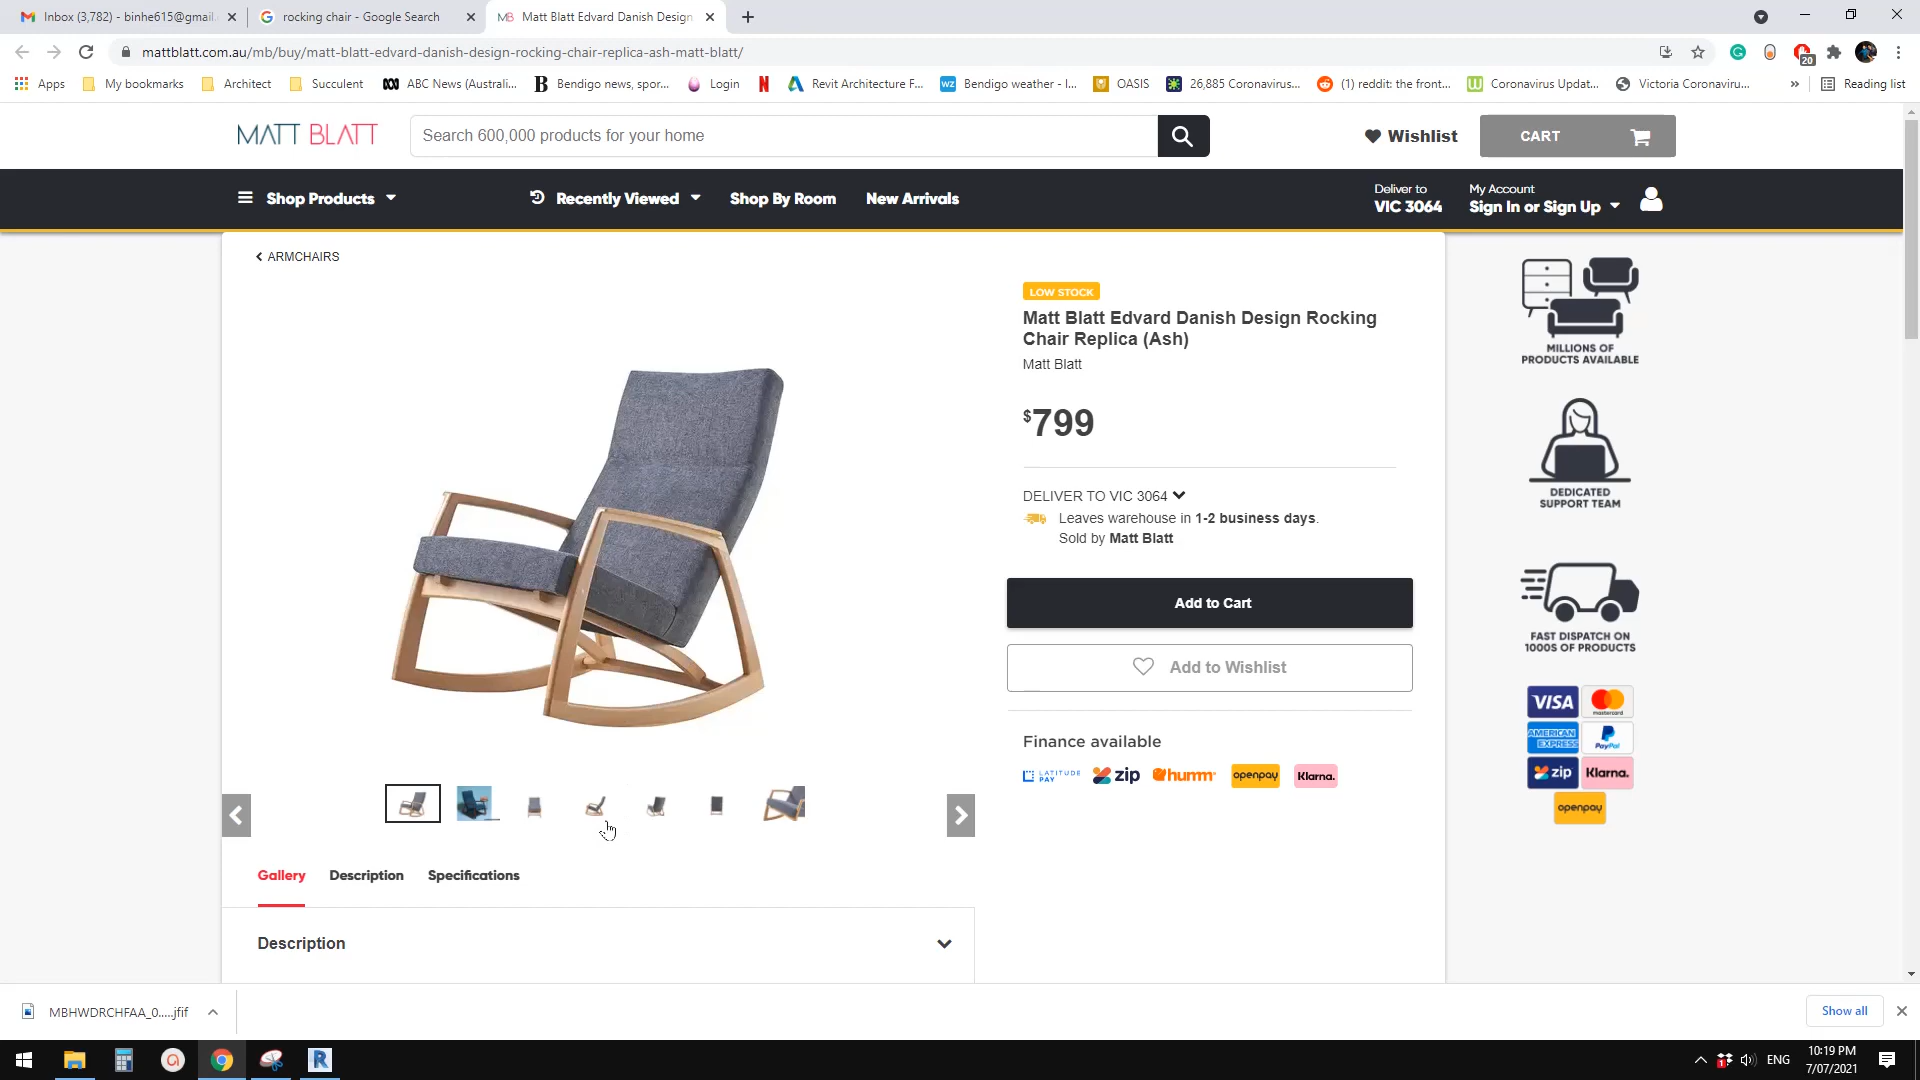 Inbox (3,782) - binhe615@gmail.
rocking chair - Google Search
MB Matt Blatt Edvard Danish Design
mattblatt.com.au/mb/buy/matt-blatt-edvard-danish-design-rocking-chair-replica-ash-matt-blatt/
20
Apps My bookmarks Architect Succulent ABC News (Australi... B Bendigo news, spor... Login N Revit Architecture F... wz Bendigo weather - I... OASIS 26,885 Coronavirus... (1) reddit: the front... Coronavirus Updat... Victoria Coronaviru... » Reading list
MATT BLATT
Search 600,000 products for your home
Wishlist
CART
Shop Products
Recently Viewed
Shop By Room
New Arrivals
Deliver to
VIC 3064
My Account
Sign In or Sign Up
ARMCHAIRS
LOW STOCK
Matt Blatt Edvard Danish Design Rocking
Chair Replica (Ash)
Matt Blatt
$799
DELIVER TO VIC 3064
Leaves warehouse in 1-2 business days.
Sold by Matt Blatt
Add to Cart
Add to Wishlist
Finance available
LATITUDE PAY zip humm openpay Klarna.
MILLIONS OF
PRODUCTS AVAILABLE
DEDICATED
SUPPORT TEAM
FAST DISPATCH ON
1000S OF PRODUCTS
VISA mastercard
AMERICAN EXPRESS PayPal
zip Klarna.
openpay
Gallery Description Specifications
Description
MBHWDRCHFAA_0.....jfif
Show all
R
ENG
10:19 PM
7/07/2021